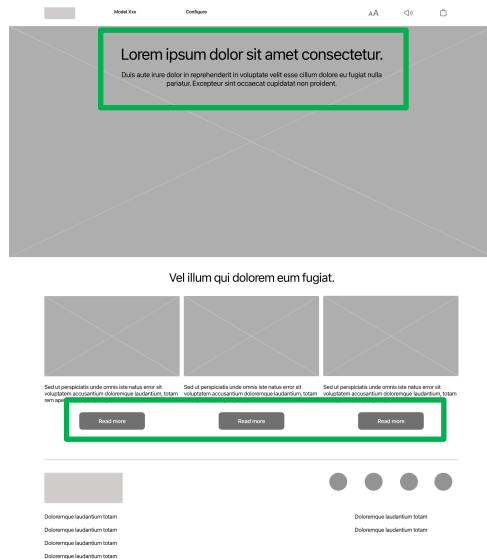 Model Xxx
Configure
AA
Lorem ipsum dolor sit amet consectetur.
Duis aute irure dolor in reprehenderit in voluptate velit esse cillum dolore eu fugiat nulla
pariatur. Excepteur sint occaecat cupidatat non proident.
Vel illum qui dolorem eum fugiat.
Sed ut perspiciatis unde omnis iste natus error sit
voluptatem accusantium doloremque laudantium, totam
rem
Sed ut perspiciatis unde omnis iste natus error sit
voluptatem accusantium doloremque laudantium, totam
Sed ut perspiciatis unde omnis iste natus error sit
voluptatem accusantium doloremque laudantium, totam
Read more
Read more
Read more
Doloremque laudantium totam
Doloremque laudantium totam
Doloremque laudantium totam
Doloremque laudantium totam
Doloremque laudantium totam
Doloremque laudantium totam